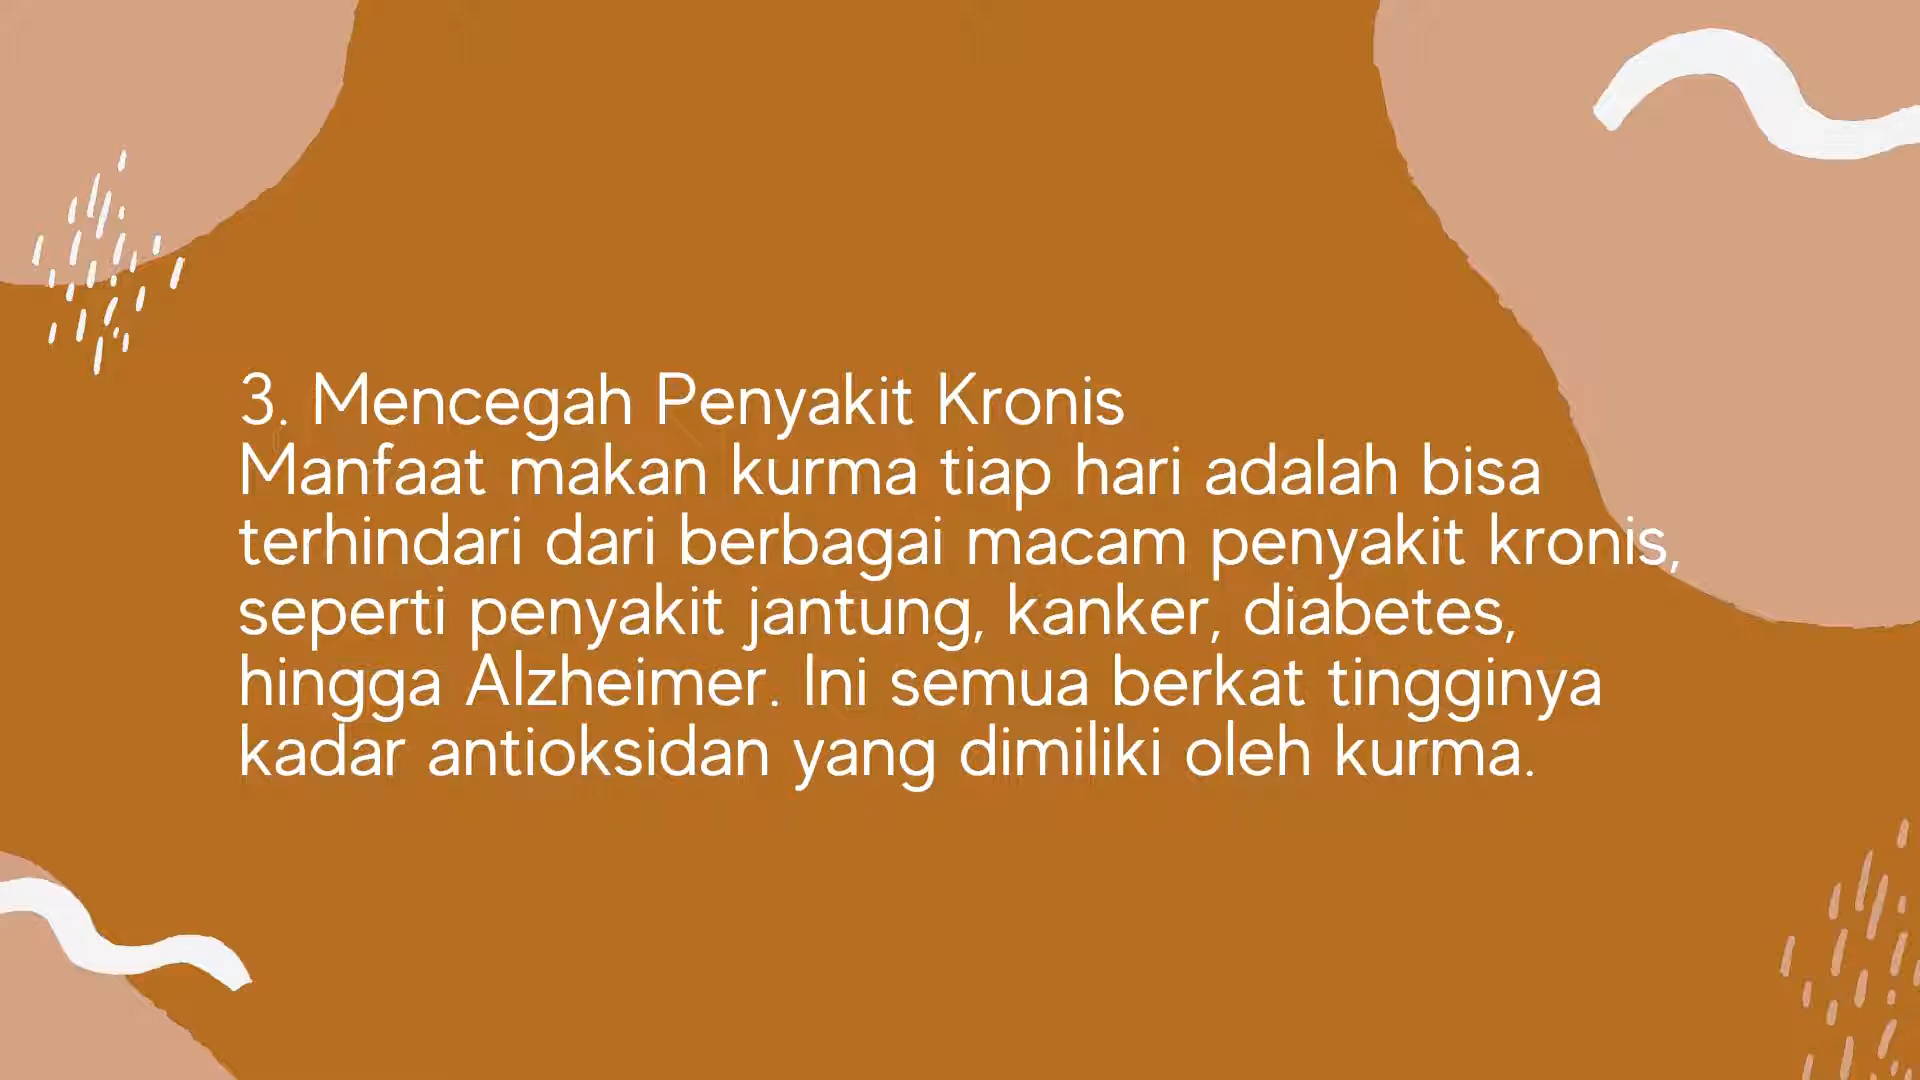 3. Mencegah Penyakit Kronis
Manfaat makan kurma tiap hari adalah bisa
terhindari dari berbagai macam penyakit kronis,
seperti penyakit jantung, kanker, diabetes,
hingga Alzheimer. Ini semua berkat tingginya
kadar antioksidan yang dimiliki oleh kurma.